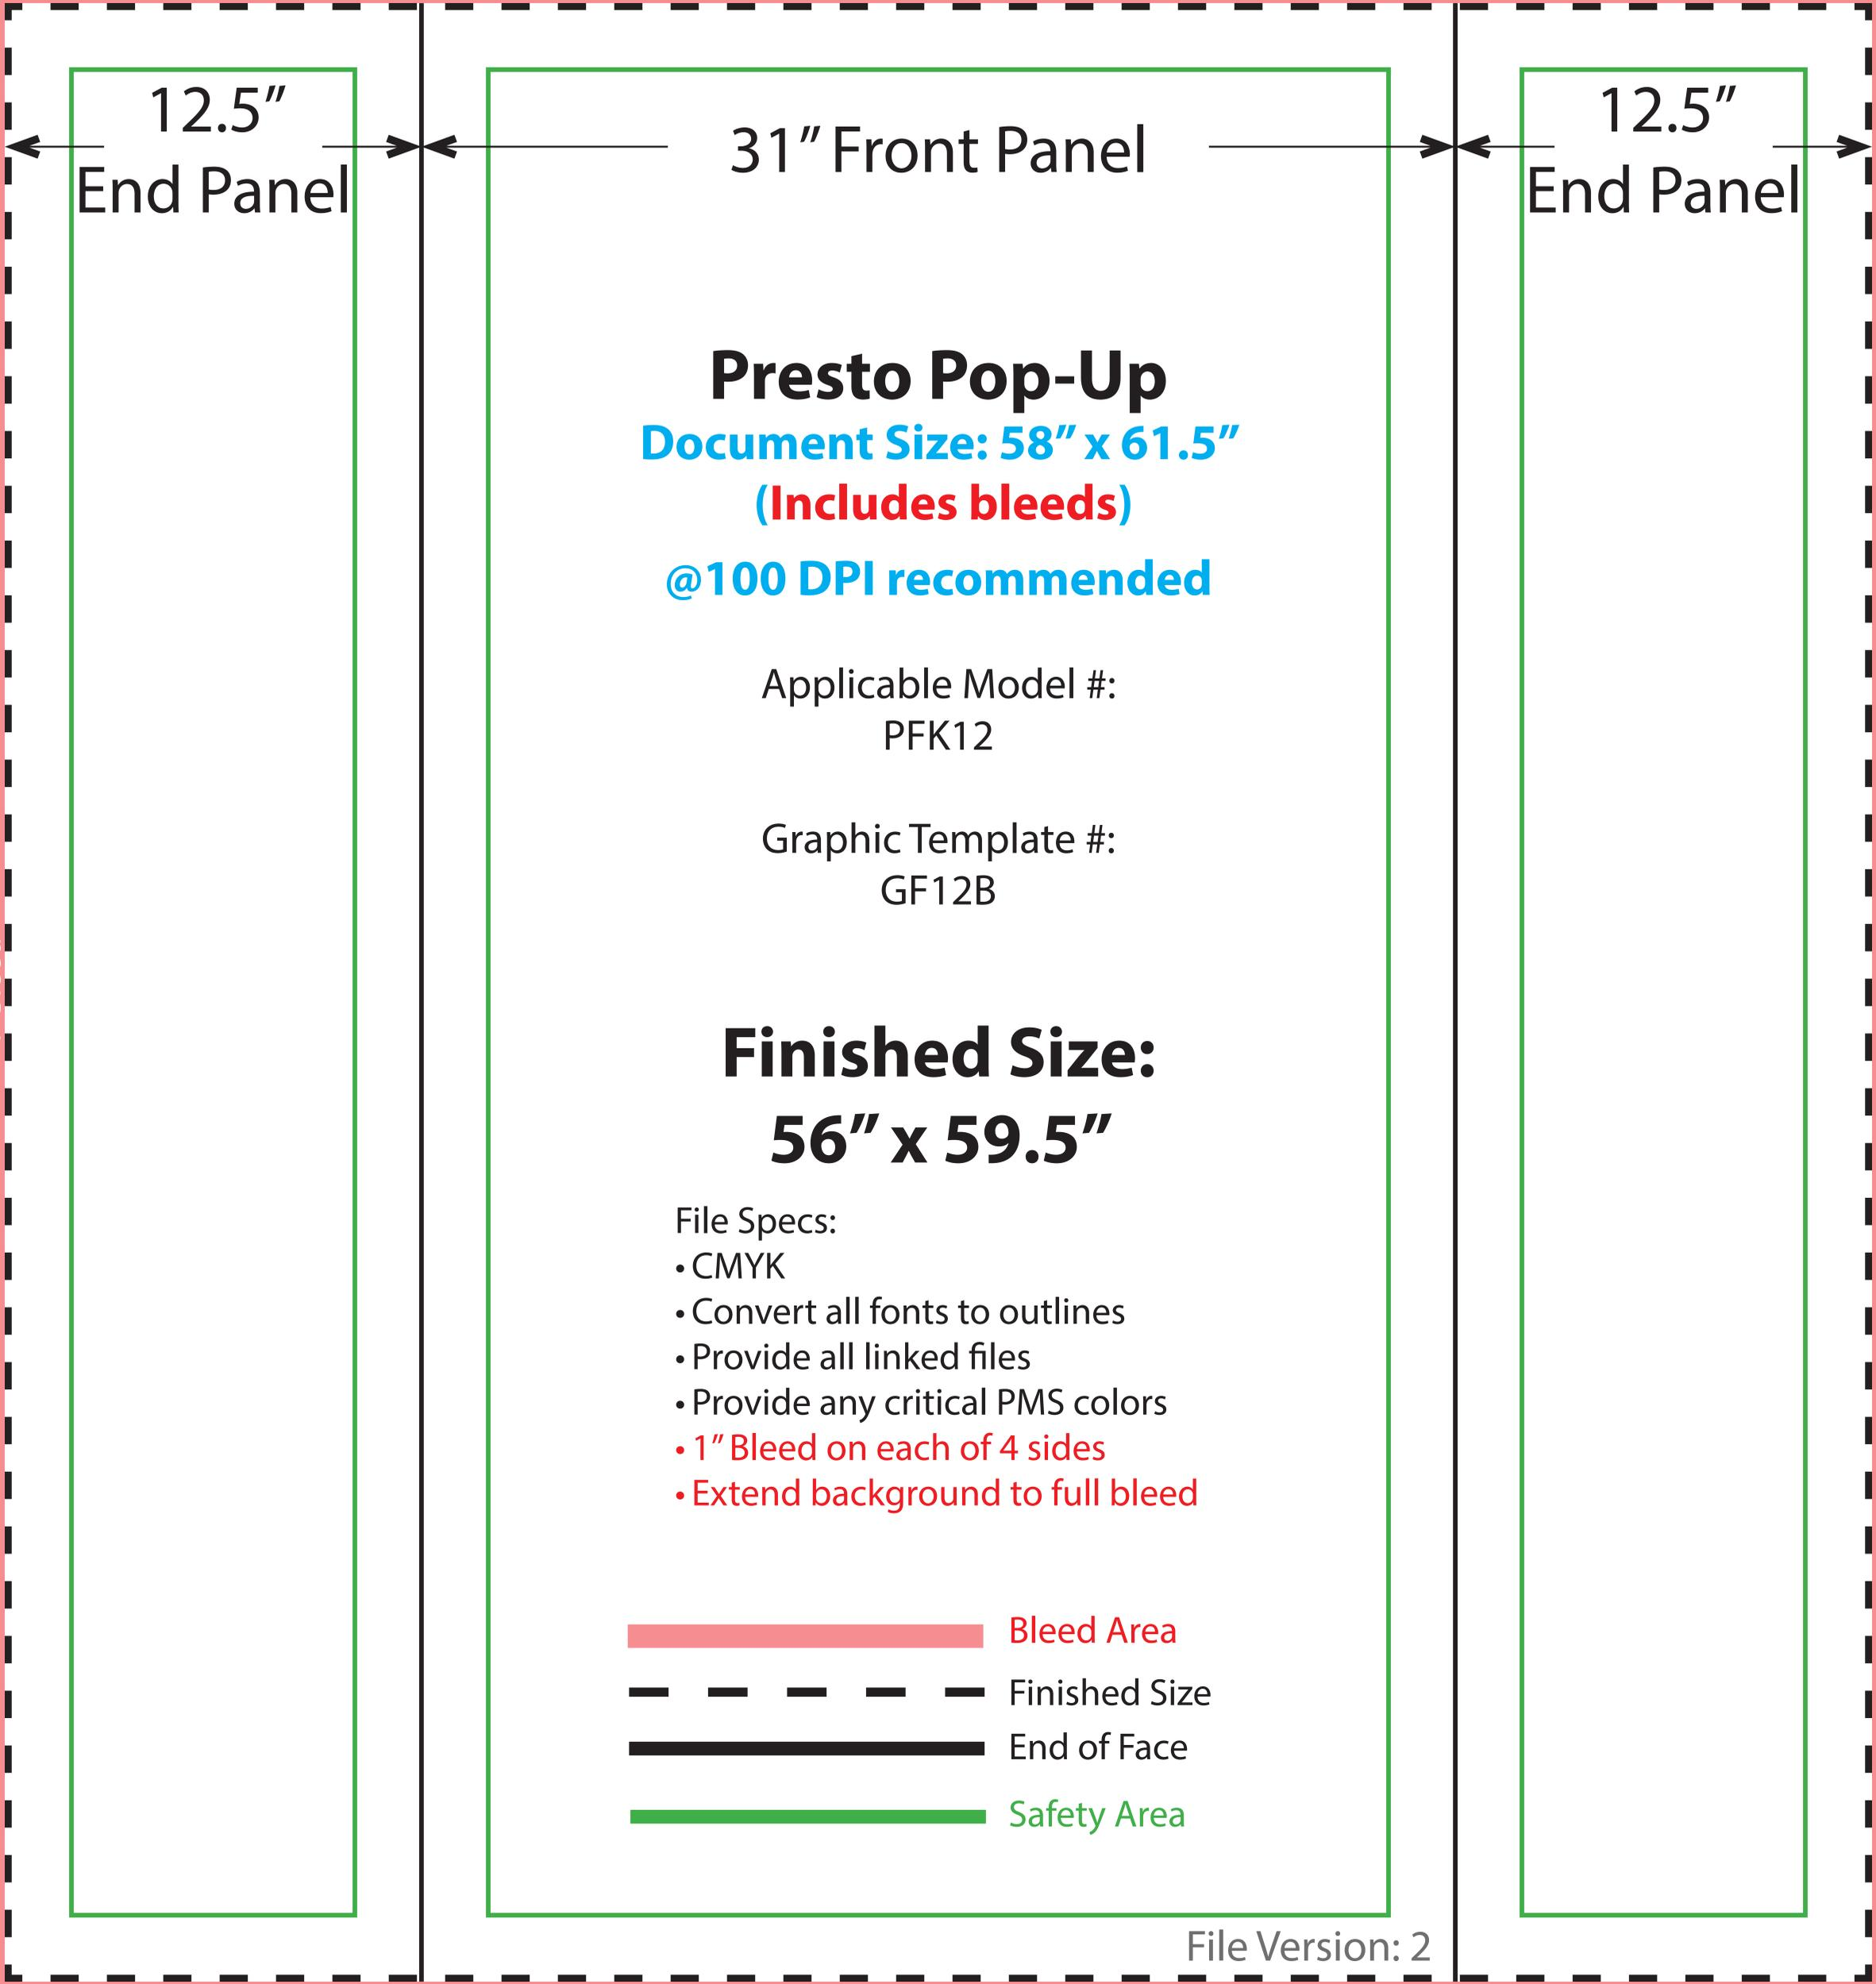 12.5”
End Panel
31” Front Panel
12.5”
End Panel
Presto Pop-Up
Document Size: 58” x 61.5”
(Includes bleeds)
@100 DPI recommended
Applicable Model #:
PFK12
Graphic Template #:
GF12B
Finished Size:
56” x 59.5”
File Specs:
• CMYK
• Convert all fonts to outlines
• Provide all linked files
• Provide any critical PMS colors
• 1” Bleed on each of 4 sides
• Extend background to full bleed
Bleed Area
Finished Size
End of Face
Safety Area
File Version: 2